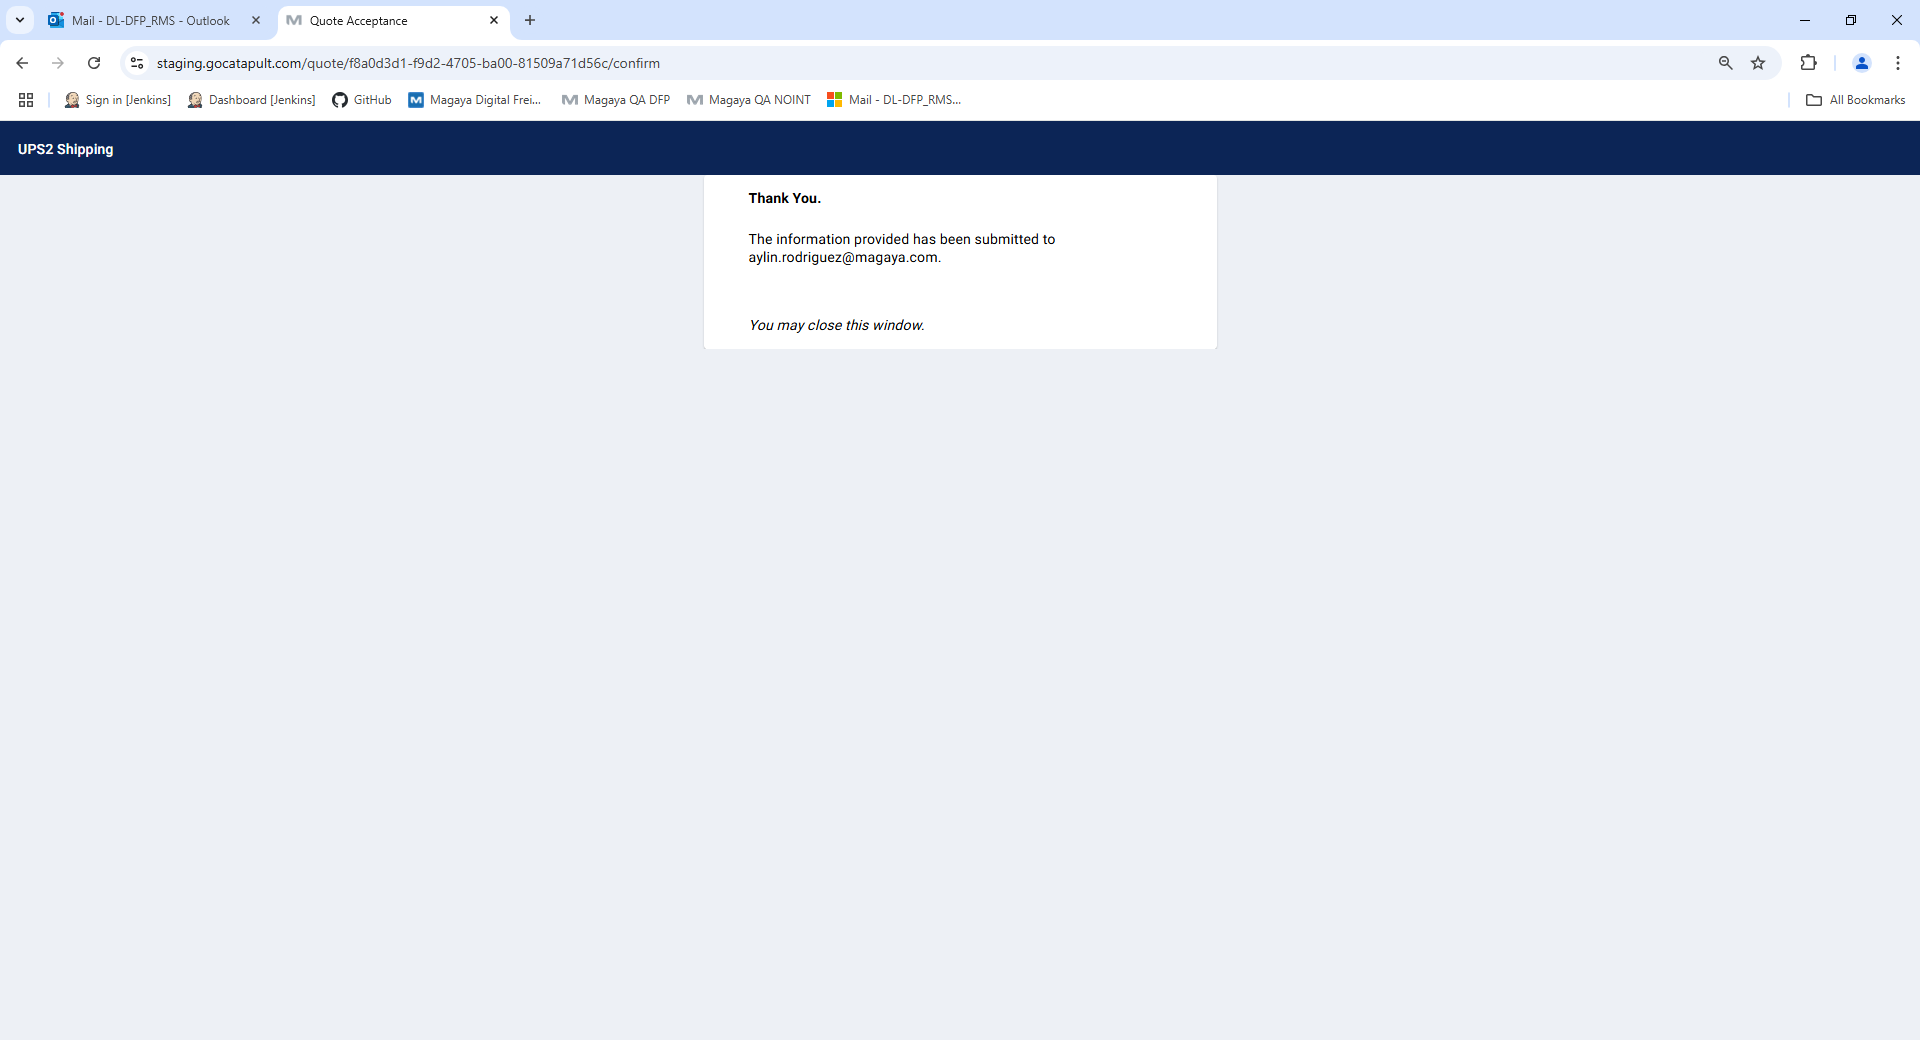 Mail - DL-DFP_RMS - Outlook
Quote Acceptance
staging.gocatapult.com/quote/f8a0d3d1-f9d2-4705-ba00-81509a71d56c/confirm
Sign in [Jenkins]
Dashboard [Jenkins]
GitHub
Magaya Digital Frei...
Magaya QA DFP
Magaya QA NOINT
Mail - DL-DFP_RMS...
All Bookmarks
UPS2 Shipping
Thank You.
The information provided has been submitted to
aylin.rodriguez@magaya.com.
You may close this window.